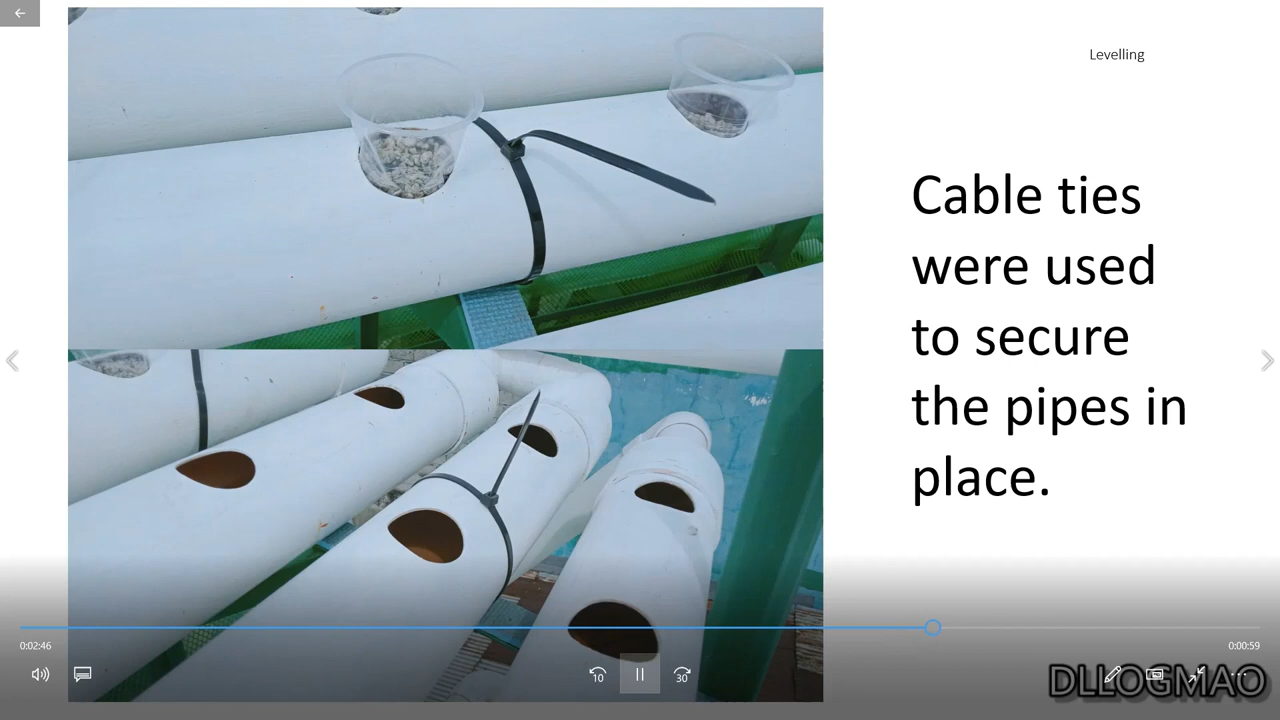 Levelling
Cable ties
were used
to secure
the pipes in
place.
0:02:46
0:00:59
10
30
DLLOGMAO